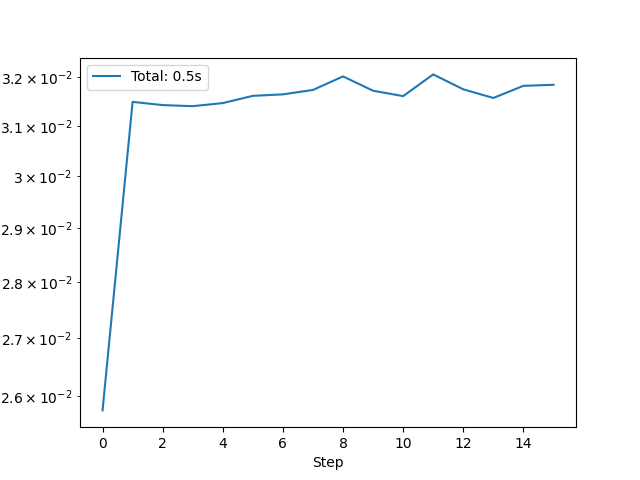 Total: 0.5s
3.2 × 10⁻²
3.1 × 10⁻²
3 × 10⁻²
2.9 × 10⁻²
2.8 × 10⁻²
2.7 × 10⁻²
2.6 × 10⁻²
0 2 4 6 8 10 12 14
Step